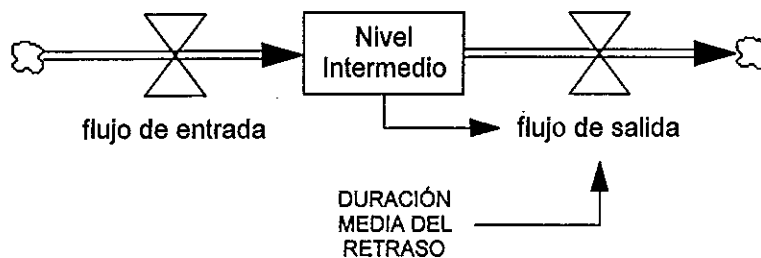 Nivel
Intermedio
flujo de entrada
flujo de salida
DURACIÓN
MEDIA DEL
RETRASO